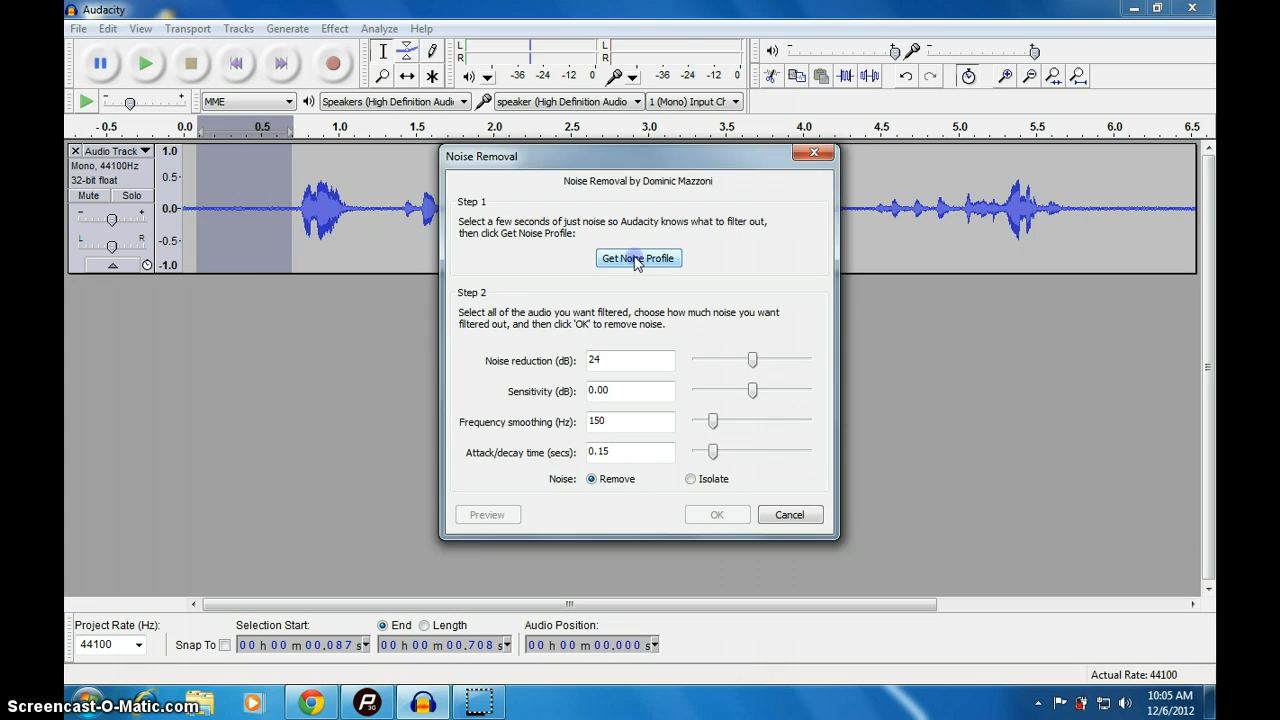 Audacity
File Edit View Transport Tracks Generate Effect Analyze Help
L
R
-36 -24 -12 0
L
R
-36 -24 -12 0
MME
Speakers (High Definition Audio
speaker (High Definition Audio
1 (Mono) Input Ch
-0.5 0.0 0.5 1.0 1.5 2.0 2.5 3.0 3.5 4.0 4.5 5.0 5.5 6.0 6.5
Audio Track
Mono, 44100Hz
32-bit float
Mute Solo
- +
L R
1.0
0.5
0.0
-0.5
-1.0
Noise Removal
Noise Removal by Dominic Mazzoni
Step 1
Select a few seconds of just noise so Audacity knows what to filter out,
then click Get Noise Profile:
Get Noise Profile
Step 2
Select all of the audio you want filtered, choose how much noise you want
filtered out, and then click 'OK' to remove noise.
Noise reduction (dB): 24
Sensitivity (dB): 0.00
Frequency smoothing (Hz): 150
Attack/decay time (secs): 0.15
Noise: Remove Isolate
Preview OK Cancel
Project Rate (Hz):
44100
Snap To
Selection Start:
00 h 00 m 00.087 s
End Length
00 h 00 m 00.708 s
Audio Position:
00 h 00 m 00.000 s
Actual Rate: 44100
Screencast-O-Matic.com
10:05 AM
12/6/2012